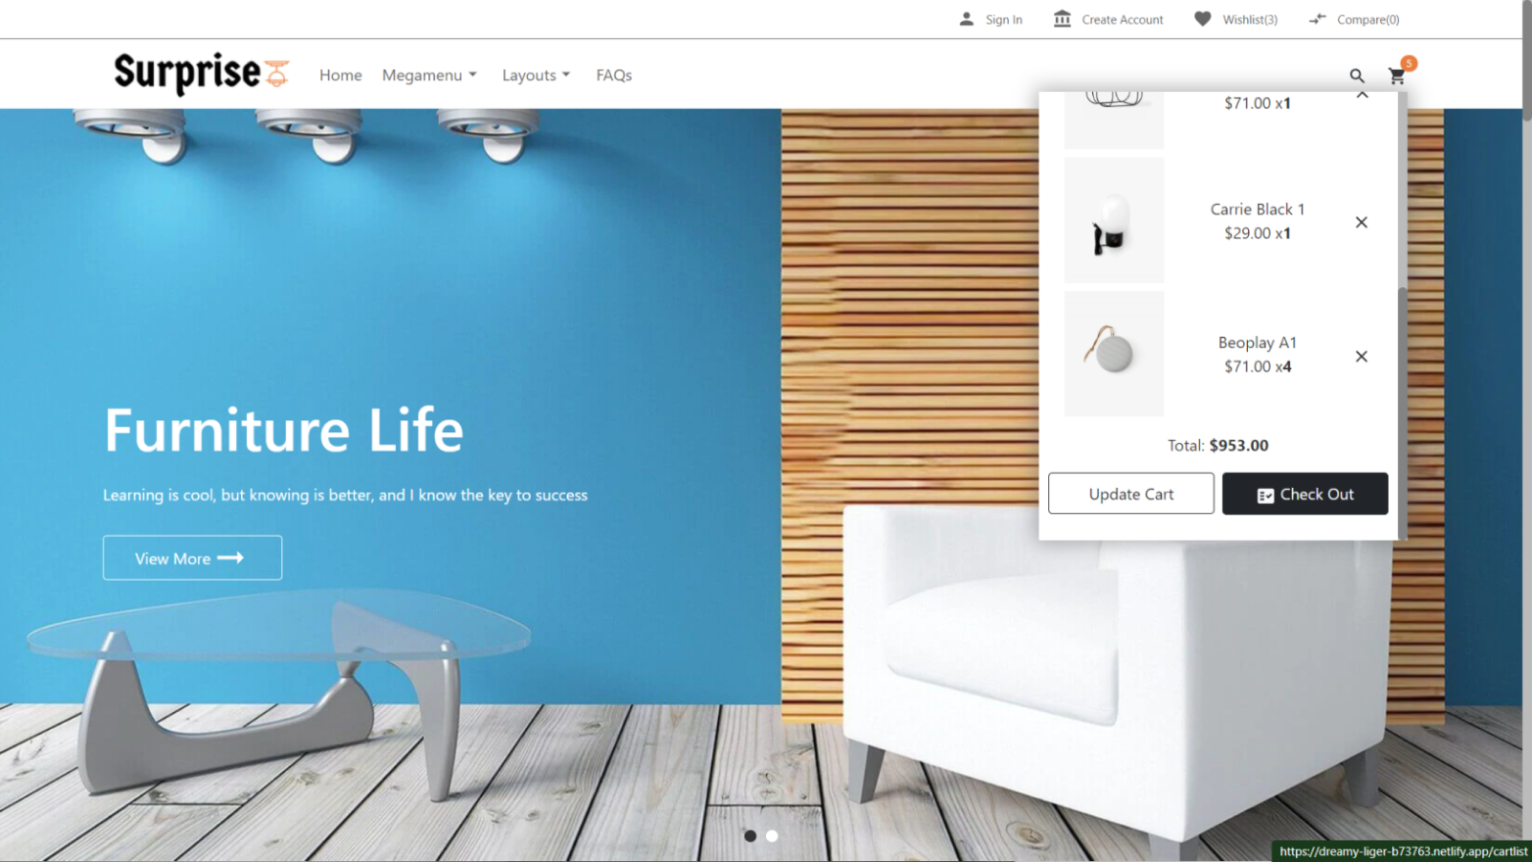 Sign In
Create Account
Wishlist(3)
Compare(0)
Surprise
Home
Megamenu
Layouts
FAQs
5
$71.00 x1
Carrie Black 1
$29.00 x1
Beoplay A1
$71.00 x4
Total: $953.00
Update Cart
Check Out
Furniture Life
Learning is cool, but knowing is better, and I know the key to success
View More
https://dreamy-liger-b73763.netlify.app/cartlist